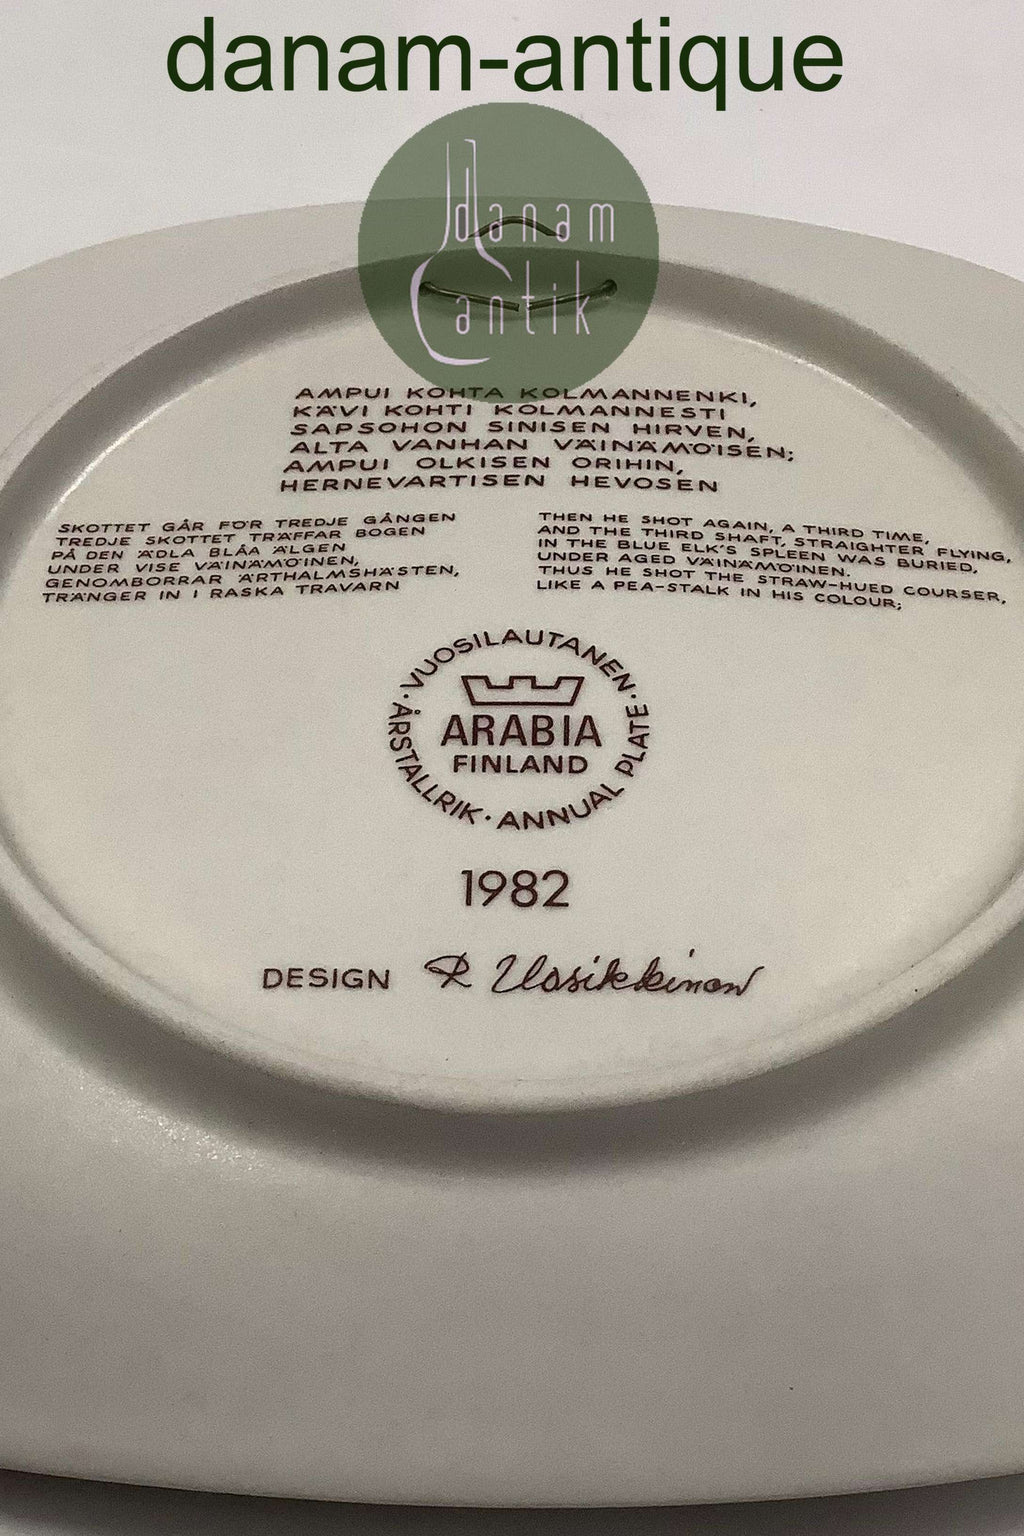 danam-antique
danam
antik
AMPUI KOHTA KOLMANNENKI,
KÄVI KOHTI KOLMANNESTI
SAPSOHON SINISEN HIRVEN,
ALTA VANHAN VÄINÄMÖISEN;
AMPUI OLKISEN ORIHIN,
HERNEVARTISEN HEVOSEN
SKOTTET GÅR FÖR TREDJE GÅNGEN
TREDJE SKOTTET TRÄFFAR BOGEN
PÅ DEN ÄDLA BLÅA ÄLGEN
UNDER VISE VÄINÄMÖINEN,
GENOMBORRAR ÄRTHALMSHÄSTEN,
TRÄNGER IN I RASKA TRAVARN
THEN HE SHOT AGAIN, A THIRD TIME,
AND THE THIRD SHAFT, STRAIGHTER FLYING,
IN THE BLUE ELK'S SPLEEN WAS BURIED,
UNDER AGED VÄINÄMÖINEN.
THUS HE SHOT THE STRAW-HUED COURSER,
LIKE A PEA-STALK IN HIS COLOUR;
· VUOSILAUTANEN ·
ARABIA
FINLAND
ÅRSTALLRIK · ANNUAL PLATE
1982
DESIGN R Uosikkinen